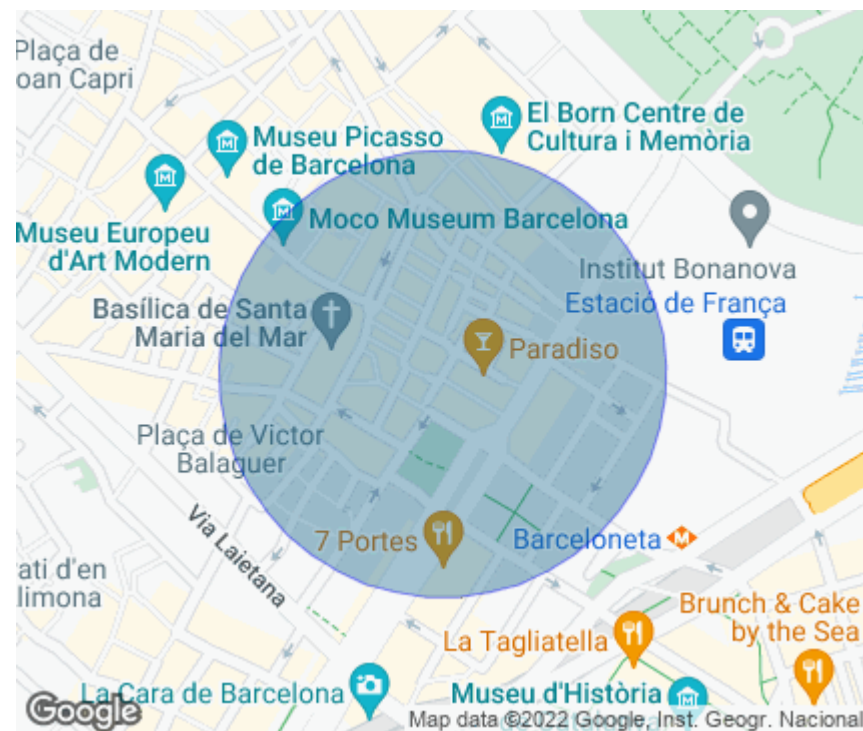 Plaça de
oan Capri
El Born Centre de
Cultura i Memòria
Museu Picasso
de Barcelona
Moco Museum Barcelona
Museu Europeu
d'Art Modern
Institut Bonanova
Estació de França
Basílica de Santa
Maria del Mar
Paradiso
Plaça de Victor
Balaguer
Via Laietana
7 Portes
Barceloneta
ati d'en
limona
Brunch & Cake
by the Sea
La Tagliatella
La Cara de Barcelona
Museu d'Història
Google
Map data ©2022 Google, Inst. Geogr. Nacional